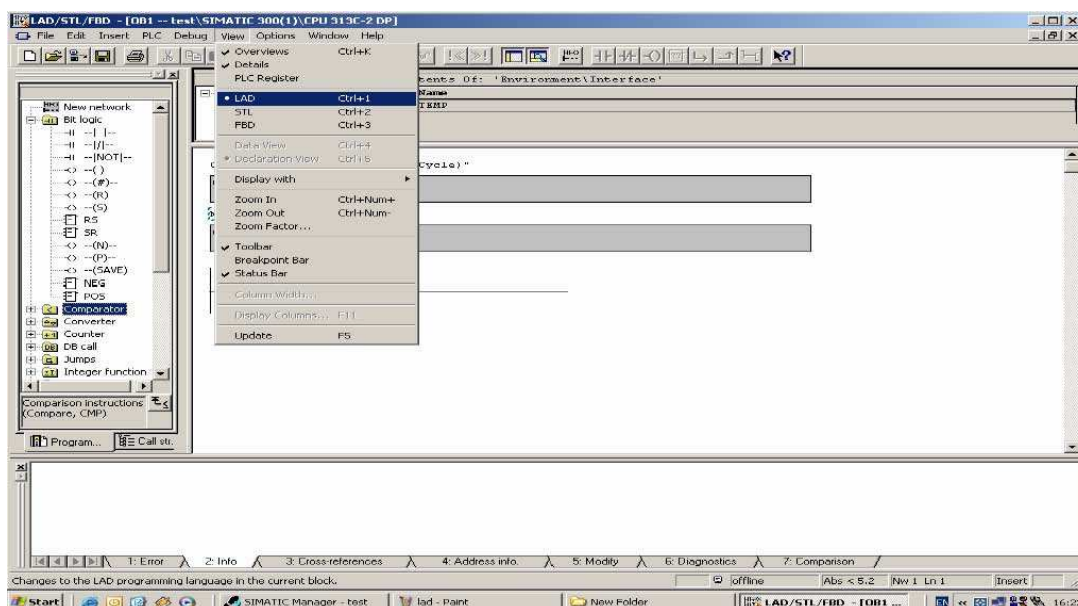 LAD/STL/FBD - [OB1 -- test\SIMATIC 300(1)\CPU 313C-2 DP]
File Edit Insert PLC Debug View Options Window Help
Overviews Ctrl+K
Details
PLC Register
LAD Ctrl+1
STL Ctrl+2
FBD Ctrl+3
Data View Ctrl+4
Declaration View Ctrl+5
Display with
Zoom In Ctrl+Num+
Zoom Out Ctrl+Num-
Zoom Factor...
Toolbar
Breakpoint Bar
Status Bar
Column Width...
Display Columns... F11
Update F5
tents Of: 'Environment\Interface'
Name
TEMP
Cycle)"
New network
Bit logic
--| |--
--|/|--
--|NOT|--
--( )
--(#)--
--(R)
--(S)
RS
SR
--(N)--
--(P)--
--(SAVE)
NEG
POS
Comparator
Converter
Counter
DB call
Jumps
Integer function
Comparison instructions
(Compare, CMP)
Program... Call str.
1: Error 2: Info 3: Cross-references 4: Address info. 5: Modify 6: Diagnostics 7: Comparison
Changes to the LAD programming language in the current block. offline Abs < 5.2 Nw 1 Ln 1 Insert
Start SIMATIC Manager - test lad - Paint New Folder LAD/STL/FBD - [OB1 ... EN 16:2